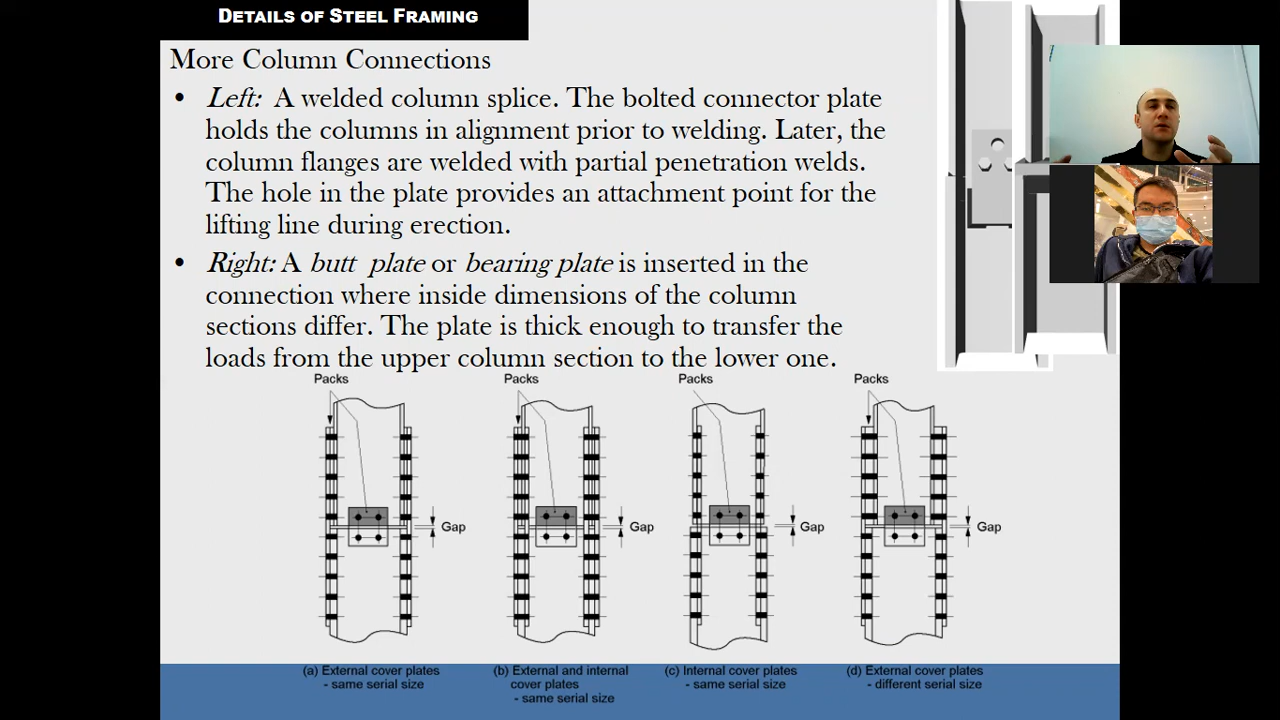 DETAILS OF STEEL FRAMING
More Column Connections
• Left: A welded column splice. The bolted connector plate
holds the columns in alignment prior to welding. Later, the
column flanges are welded with partial penetration welds.
The hole in the plate provides an attachment point for the
lifting line during erection.
• Right: A butt plate or bearing plate is inserted in the
connection where inside dimensions of the column
sections differ. The plate is thick enough to transfer the
loads from the upper column section to the lower one.
Packs
Packs
Packs
Packs
Gap
Gap
Gap
Gap
(a) External cover plates
- same serial size
(b) External and internal
cover plates
- same serial size
(c) Internal cover plates
- same serial size
(d) External cover plates
- different serial size